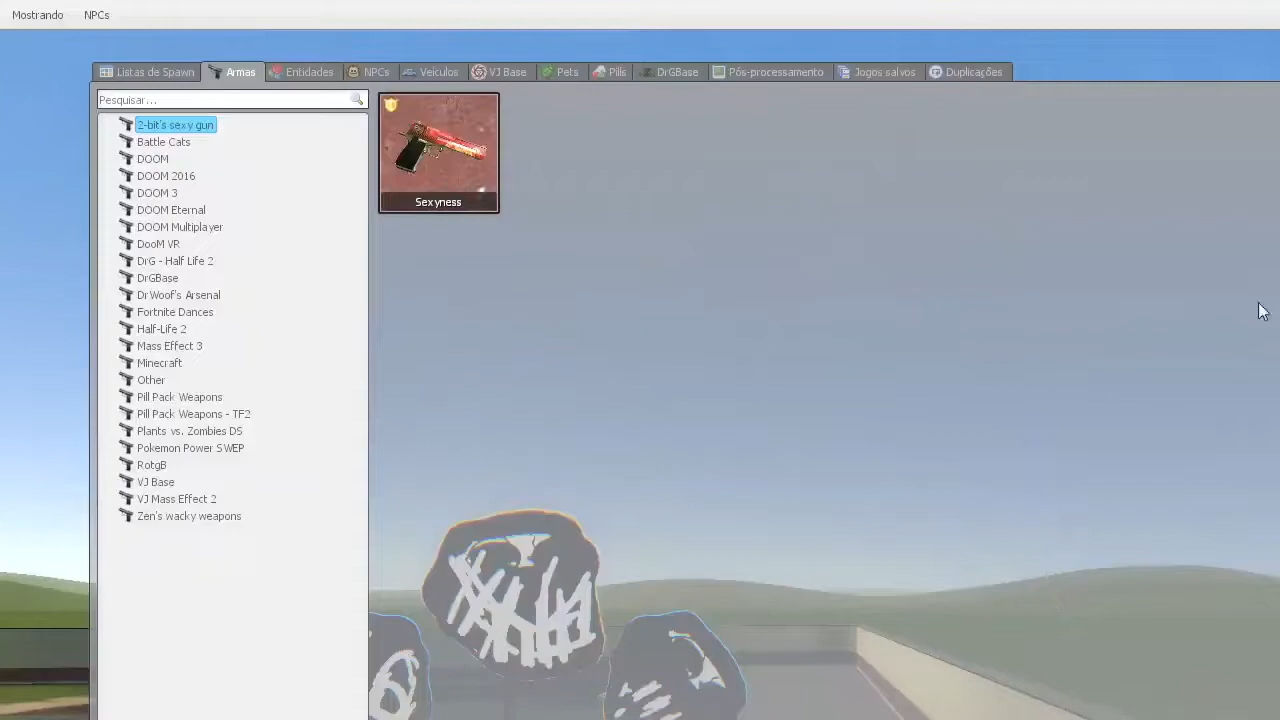 Mostrando NPCs
Listas de Spawn Armas Entidades NPCs Veículos VJ Base Pets Pills DrGBase Pós-processamento Jogos salvos Duplicações
Pesquisar...
2-bit's sexy gun
Battle Cats
DOOM
DOOM 2016
DOOM 3
DOOM Eternal
DOOM Multiplayer
DooM VR
DrG - Half Life 2
DrGBase
DrWoof's Arsenal
Fortnite Dances
Half-Life 2
Mass Effect 3
Minecraft
Other
Pill Pack Weapons
Pill Pack Weapons - TF2
Plants vs. Zombies DS
Pokemon Power SWEP
RotgB
VJ Base
VJ Mass Effect 2
Zen's wacky weapons
Sexyness